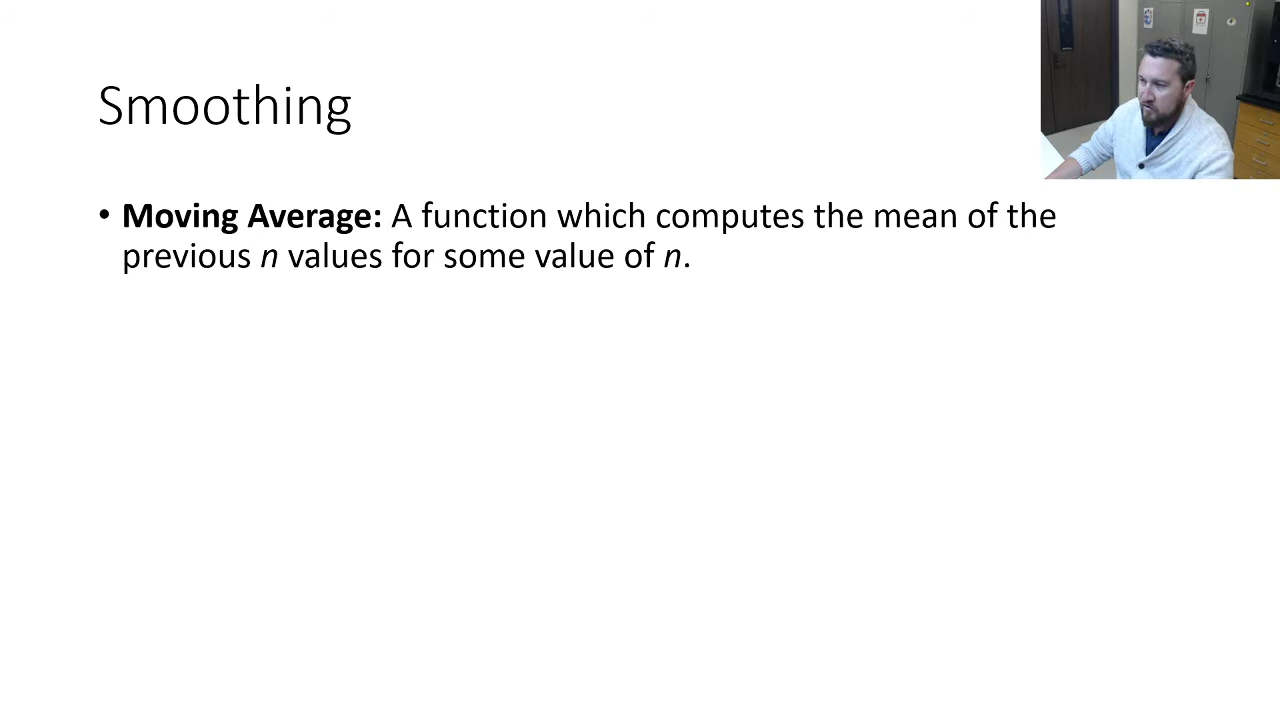 Smoothing
• Moving Average: A function which computes the mean of the
previous n values for some value of n.